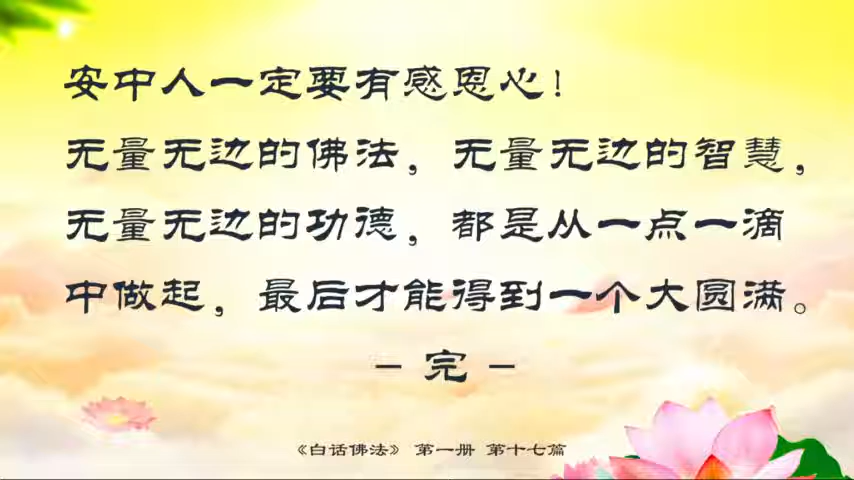 安中人一定要有感恩心！
无量无边的佛法，无量无边的智慧，
无量无边的功德，都是从一点一滴
中做起，最后才能得到一个大圆满。
– 完 –
《白话佛法》 第一册 第十七篇